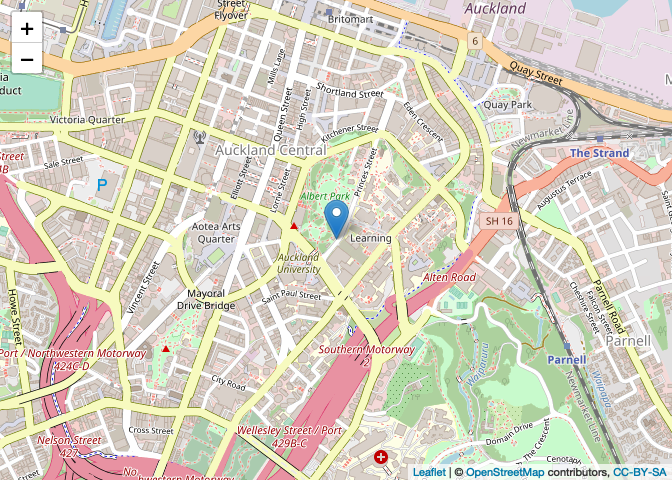 +
−
Street
Flyover
Britomart
Auckland
6
Quay Street
Mills Lane
Queen Street
High Street
Shortland Street
Quay Park
Eden Crescent
Newmarket Line
Victoria Quarter
Kitchener Street
Auckland Central
Princes Street
The Strand
Sale Street
P
Elliott Street
Lorne Street
Albert Park
Augustus Terrace
SH 16
Aotea Arts
Quarter
Learning
Auckland
University
Vincent Street
Mayoral
Drive Bridge
Saint Paul Street
Alten Road
Parnell Road
Falcon Street
Cheshire Street
Howe Street
Port / Northwestern Motorway
424C-D
Southern Motorway
2
Parnell
Parnell
Waipapa
Newmarket Line
City Road
Cross Street
Nelson Street
427
Wellesley Street / Port
429B-C
Domain Drive
The Crescent
Cenotaph
Leaflet | © OpenStreetMap contributors, CC-BY-SA